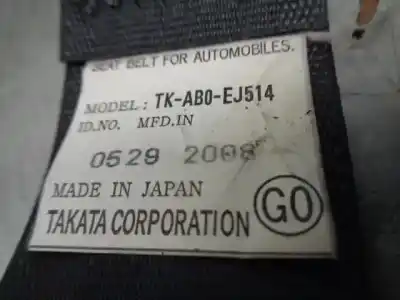 SEAT BELT FOR AUTOMOBILES.
MODEL: TK-AB0-EJ514
ID.NO. MFD.IN
0529 2008
MADE IN JAPAN
TAKATA CORPORATION GO